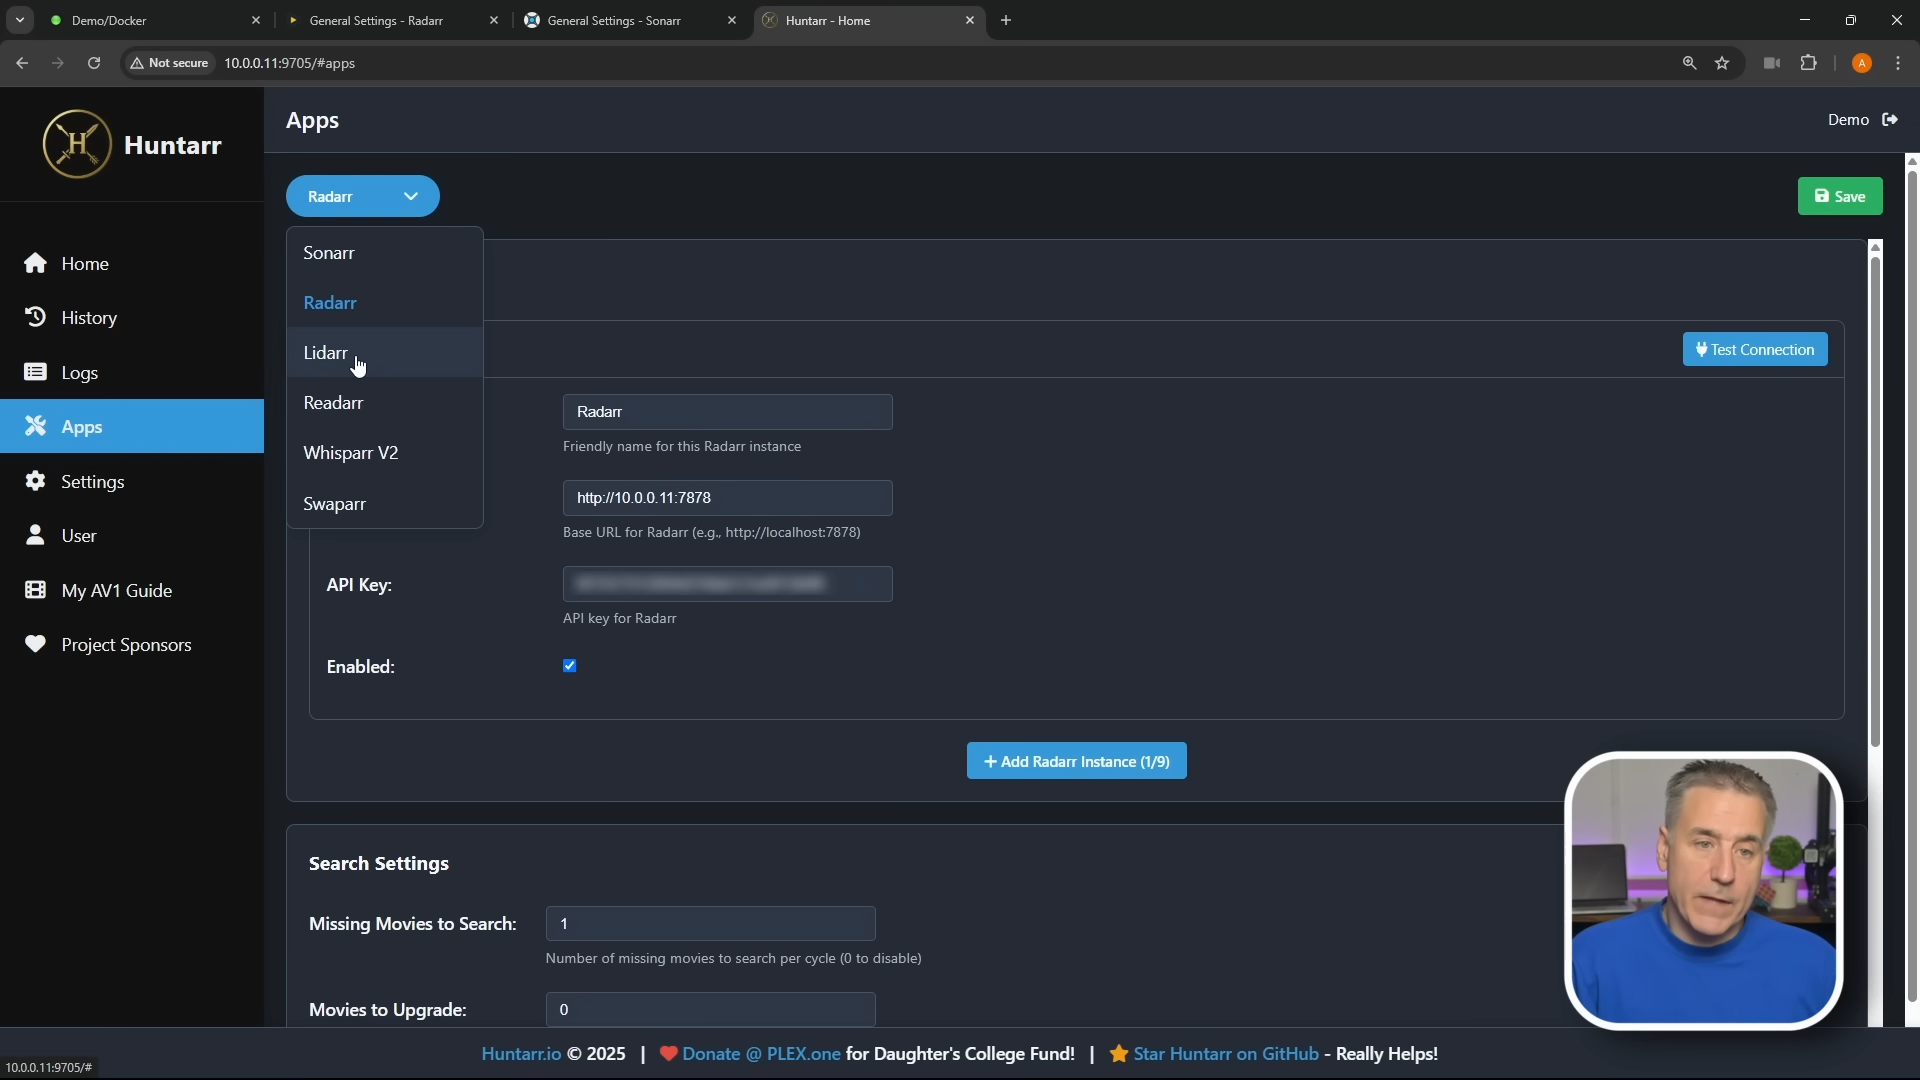 Demo/Docker
General Settings - Radarr
General Settings - Sonarr
Huntarr - Home
Not secure
10.0.0.11:9705/#apps
A
H
Huntarr
Apps
Demo
Radarr
Save
Sonarr
Radarr
Lidarr
Readarr
Whisparr V2
Swaparr
Home
History
Logs
Apps
Settings
User
My AV1 Guide
Project Sponsors
Test Connection
Radarr
Friendly name for this Radarr instance
http://10.0.0.11:7878
Base URL for Radarr (e.g., http://localhost:7878)
API Key:
API key for Radarr
Enabled:
+ Add Radarr Instance (1/9)
Search Settings
Missing Movies to Search:
1
Number of missing movies to search per cycle (0 to disable)
Movies to Upgrade:
0
Huntarr.io © 2025 | Donate @ PLEX.one for Daughter's College Fund! | Star Huntarr on GitHub - Really Helps!
10.0.0.11:9705/#